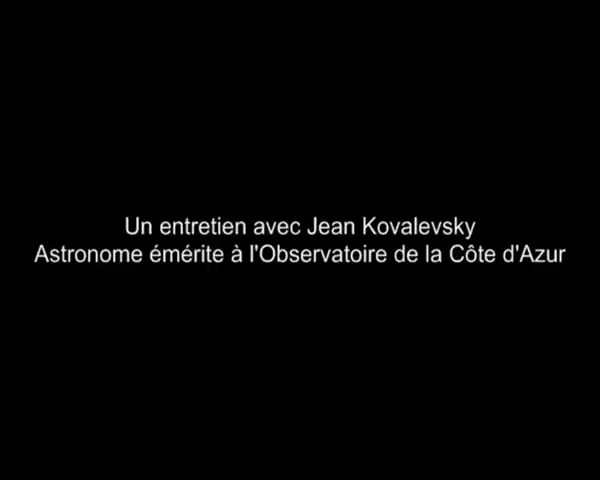 Un entretien avec Jean Kovalevsky
Astronome émérite à l'Observatoire de la Côte d'Azur